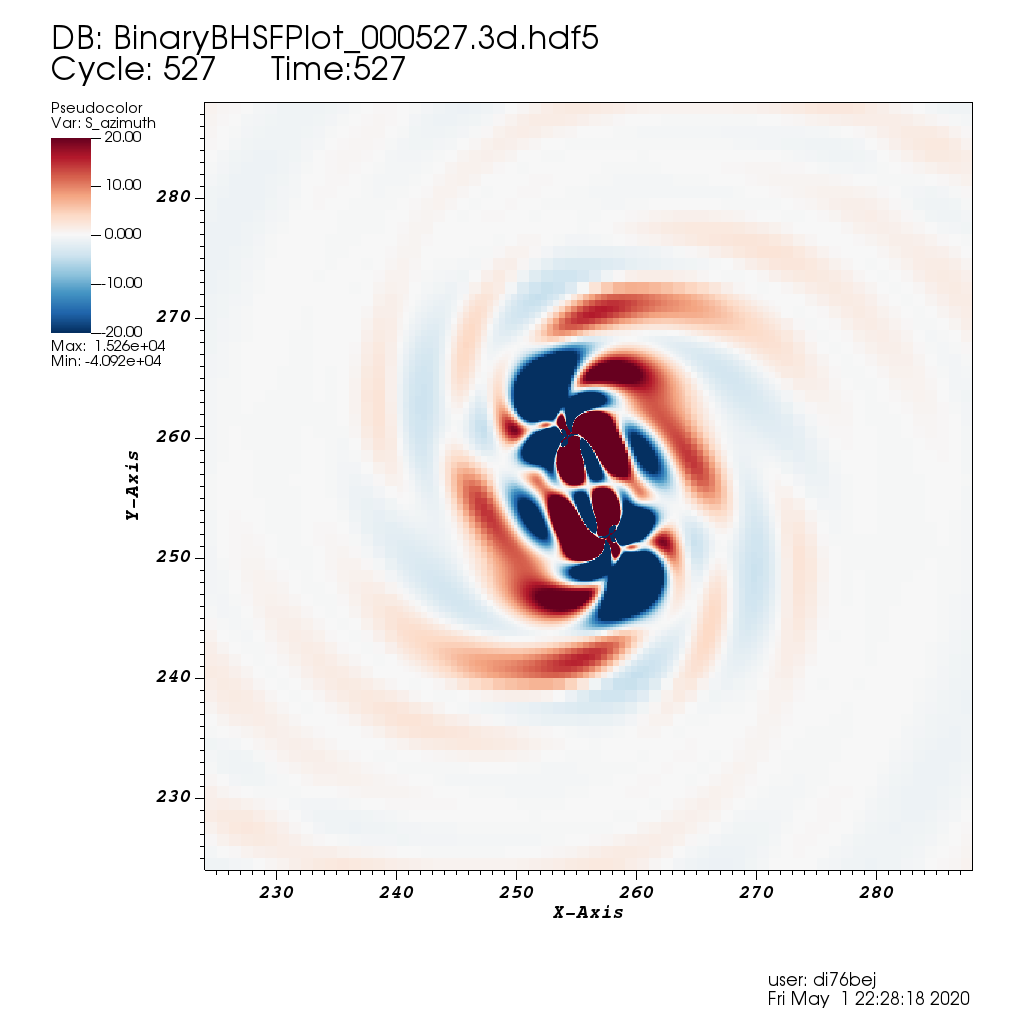 DB: BinaryBHSFPlot_000527.3d.hdf5
Cycle: 527 Time:527
Pseudocolor
Var: S_azimuth
20.00
10.00
0.000
-10.00
-20.00
Max: 1.526e+04
Min: -4.092e+04
280
270
260
250
240
230
Y-Axis
230 240 250 260 270 280
X-Axis
user: di76bej
Fri May 1 22:28:18 2020